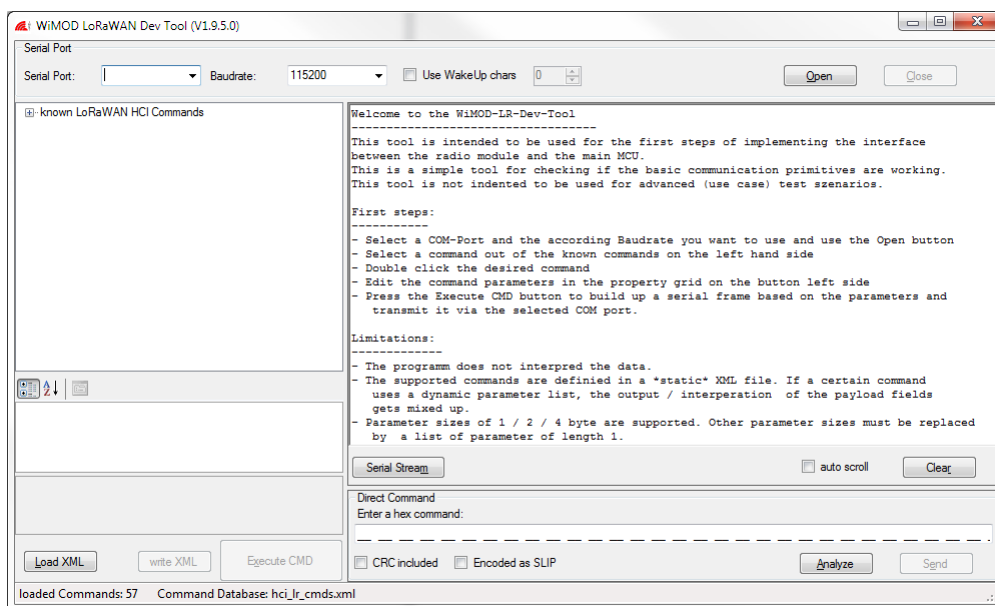 WiMOD LoRaWAN Dev Tool (V1.9.5.0)
Serial Port
Serial Port: Baudrate: 115200 Use WakeUp chars 0 Open Close
known LoRaWAN HCI Commands
Welcome to the WiMOD-LR-Dev-Tool
-----------------------------------
This tool is intended to be used for the first steps of implementing the interface
between the radio module and the main MCU.
This is a simple tool for checking if the basic communication primitives are working.
This tool is not indented to be used for advanced (use case) test szenarios.
First steps:
-----------
- Select a COM-Port and the according Baudrate you want to use and use the Open button
- Select a command out of the known commands on the left hand side
- Double click the desired command
- Edit the command parameters in the property grid on the button left side
- Press the Execute CMD button to build up a serial frame based on the parameters and
transmit it via the selected COM port.
Limitations:
-------------
- The programm does not interpred the data.
- The supported commands are definied in a *static* XML file. If a certain command
uses a dynamic parameter list, the output / interperation of the payload fields
gets mixed up.
- Parameter sizes of 1 / 2 / 4 byte are supported. Other parameter sizes must be replaced
by a list of parameter of length 1.
Serial Stream auto scroll Clear
Direct Command
Enter a hex command:
Load XML write XML Execute CMD
CRC included Encoded as SLIP Analyze Send
loaded Commands: 57 Command Database: hci_lr_cmds.xml